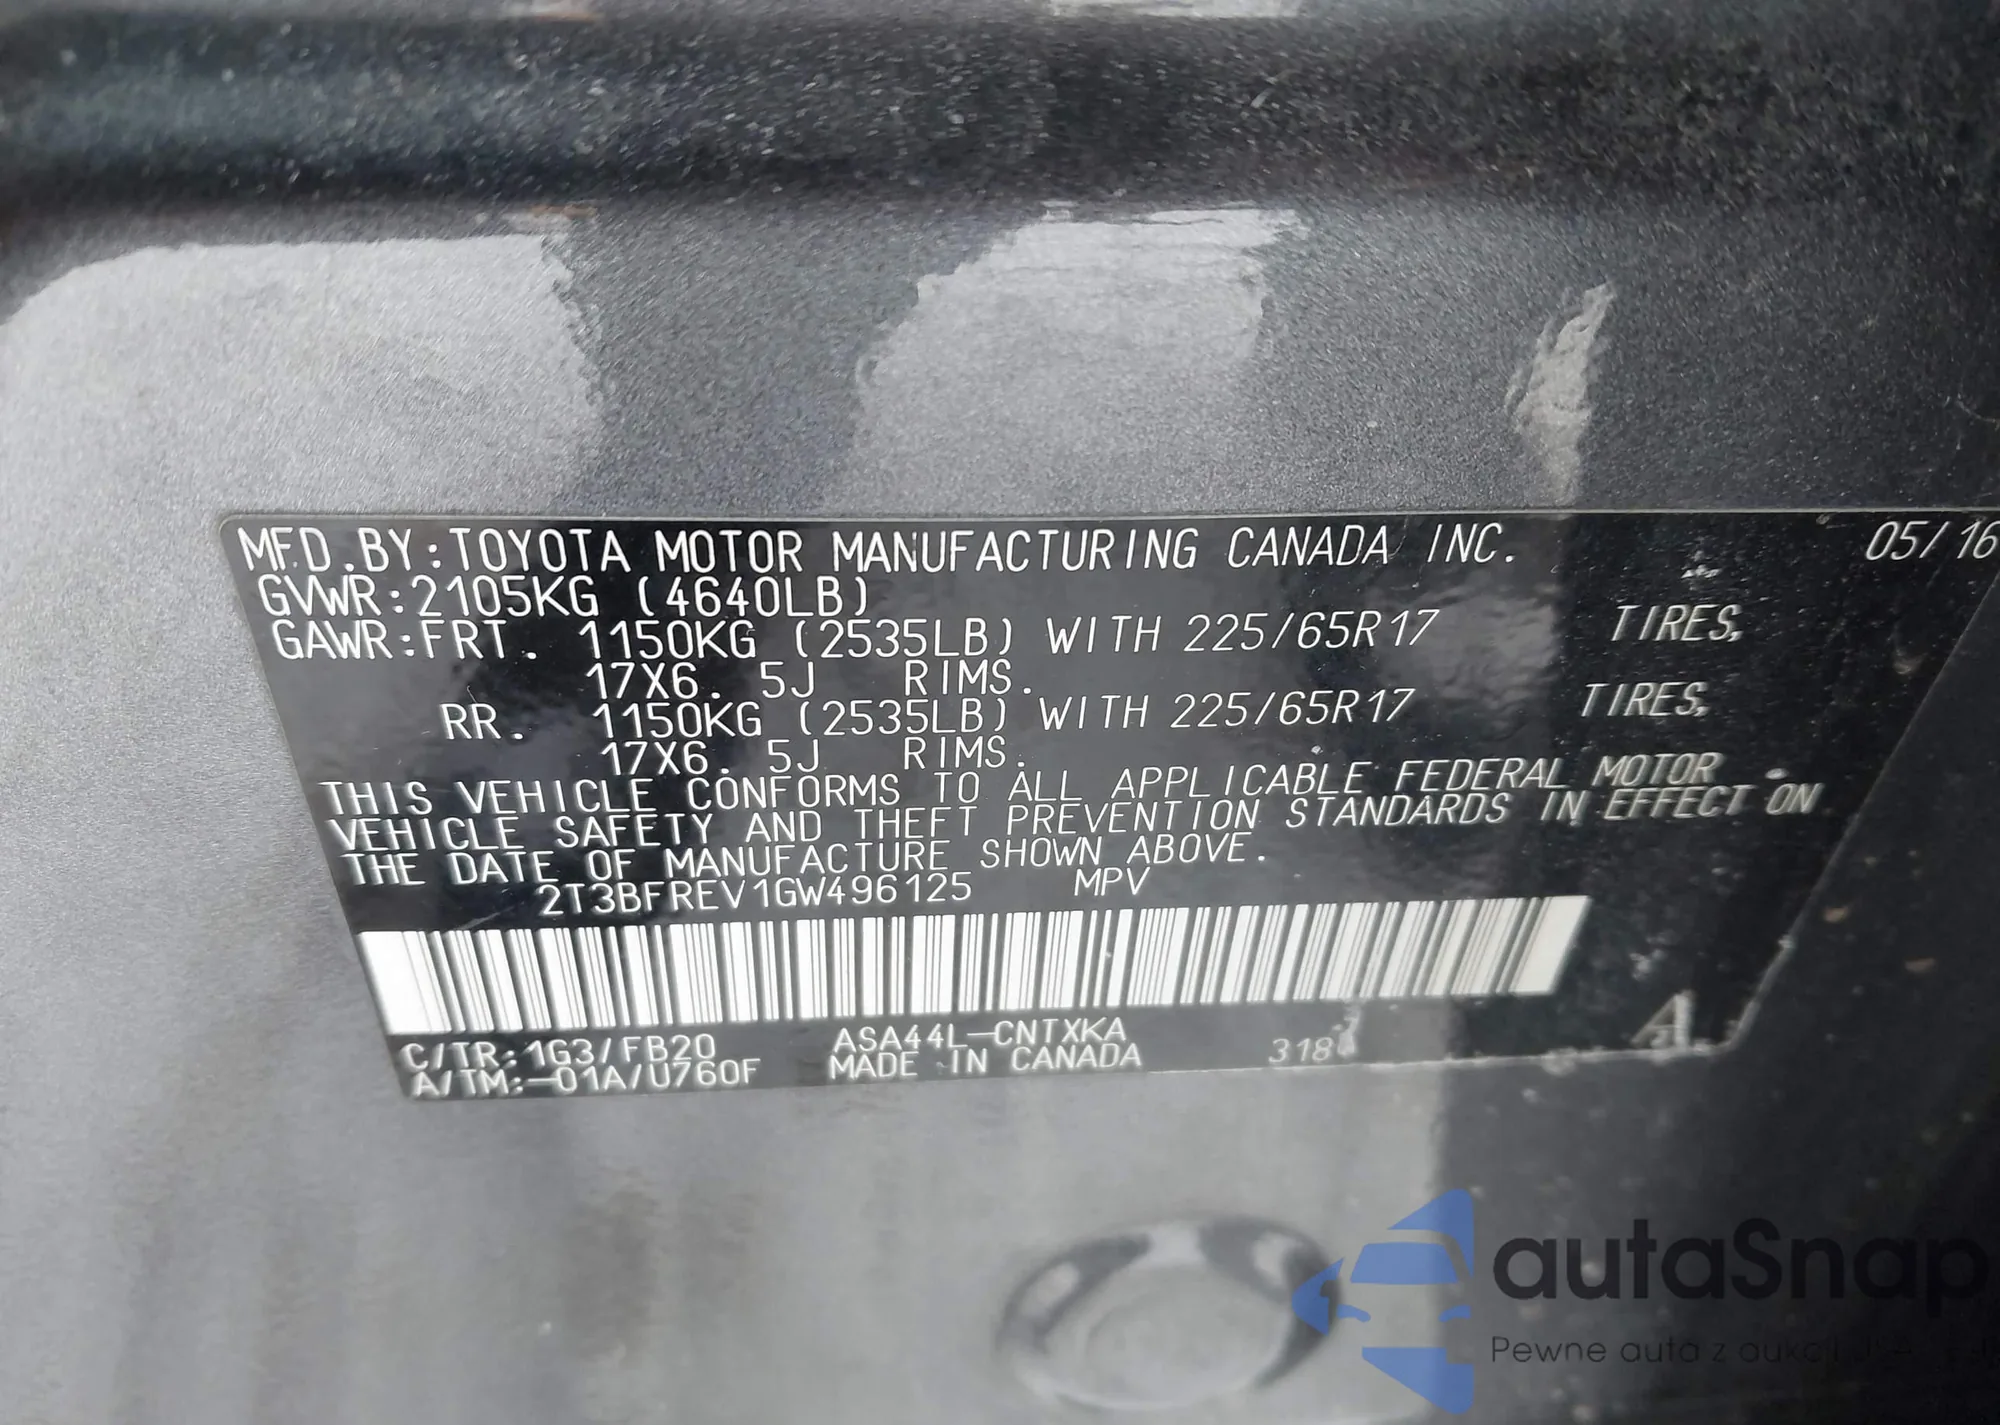 MFD.BY:TOYOTA MOTOR MANUFACTURING CANADA INC. 05/16
GVWR:2105KG (4640LB)
GAWR:FRT. 1150KG (2535LB) WITH 225/65R17 TIRES,
17X6.5J RIMS.
RR. 1150KG (2535LB) WITH 225/65R17 TIRES,
17X6.5J RIMS.
THIS VEHICLE CONFORMS TO ALL APPLICABLE FEDERAL MOTOR
VEHICLE SAFETY AND THEFT PREVENTION STANDARDS IN EFFECT ON
THE DATE OF MANUFACTURE SHOWN ABOVE.
2T3BFREV1GW496125 MPV
C/TR:1G3/FB20 ASA44L-CNTXKA
A/TM:-01A/U760F MADE IN CANADA 318
autaSnap
Pewne auta z